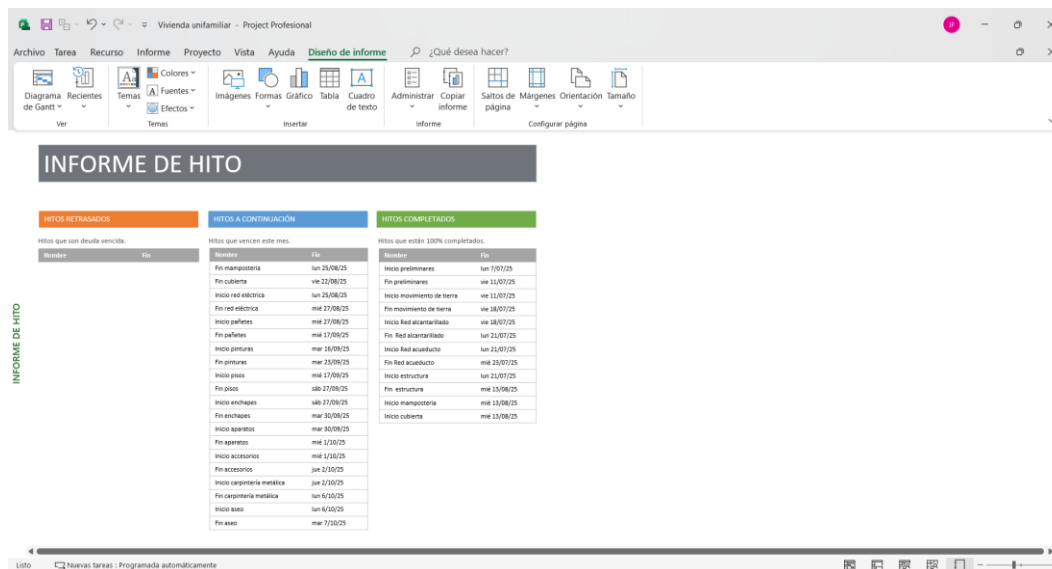 Vivienda unifamiliar - Project Profesional
JF
Archivo Tarea Recurso Informe Proyecto Vista Ayuda Diseño de informe ¿Qué desea hacer?
Diagrama de Gantt
Recientes
Ver
Temas
Colores
Fuentes
Efectos
Temas
Imágenes Formas Gráfico Tabla Cuadro de texto
Insertar
Administrar Copiar informe
Informe
Saltos de página Márgenes Orientación Tamaño
Configurar página
INFORME DE HITO
INFORME DE HITO
HITOS RETRASADOS
Hitos que son deuda vencida.
Nombre Fin
HITOS A CONTINUACIÓN
Hitos que vencen este mes.
Nombre Fin
Fin mampostería lun 25/08/25
Fin cubierta vie 22/08/25
Inicio red eléctrica lun 25/08/25
Fin red eléctrica mié 27/08/25
Inicio pañetes mié 27/08/25
Fin pañetes mié 17/09/25
Inicio pinturas mar 16/09/25
Fin pinturas mar 23/09/25
Inicio pisos mié 17/09/25
Fin pisos sáb 27/09/25
Inicio enchapes sáb 27/09/25
Fin enchapes mar 30/09/25
Inicio aparatos mar 30/09/25
Fin aparatos mié 1/10/25
Inicio accesorios mié 1/10/25
Fin accesorios jue 2/10/25
Inicio carpintería metálica jue 2/10/25
Fin carpintería metálica lun 6/10/25
Inicio aseo lun 6/10/25
Fin aseo mar 7/10/25
HITOS COMPLETADOS
Hitos que están 100% completados.
Nombre Fin
Inicio preliminares lun 7/07/25
Fin preliminares vie 11/07/25
Inicio movimiento de tierra vie 11/07/25
Fin movimiento de tierra vie 18/07/25
Inicio Red alcantarillado vie 18/07/25
Fin Red alcantarillado lun 21/07/25
Inicio Red acueducto lun 21/07/25
Fin Red acueducto mié 23/07/25
Inicio estructura lun 21/07/25
Fin estructura mié 13/08/25
Inicio mampostería mié 13/08/25
Inicio cubierta mié 13/08/25
Listo Nuevas tareas : Programada automáticamente